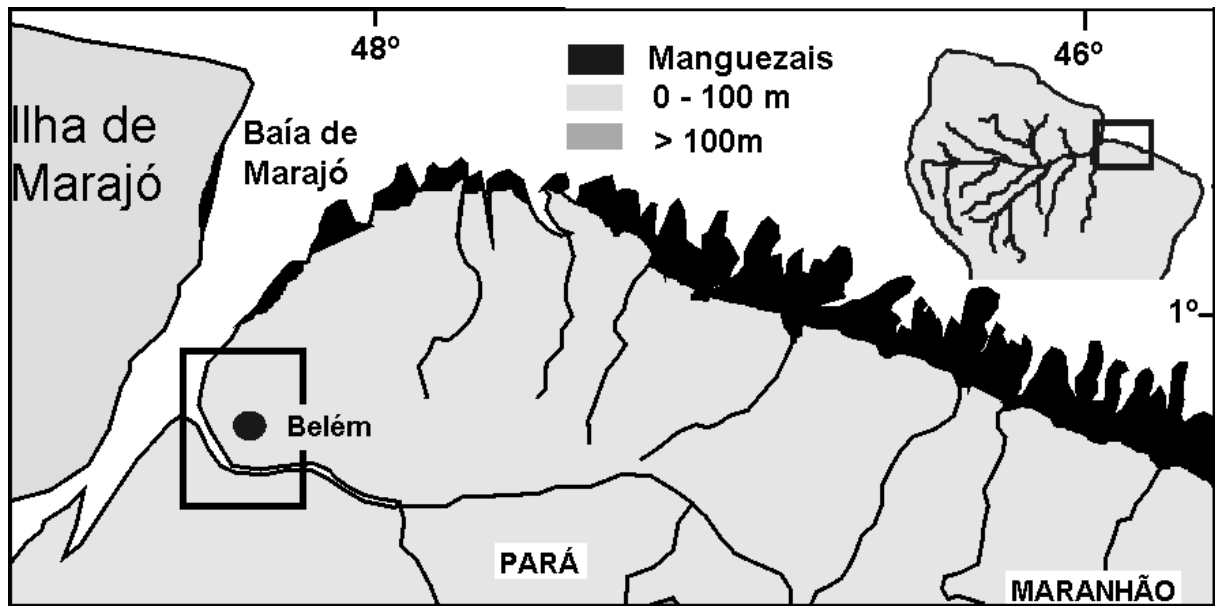 48º
46º
Manguezais
0 - 100 m
> 100m
Ilha de
Marajó
Baía de
Marajó
1º
Belém
PARÁ
MARANHÃO